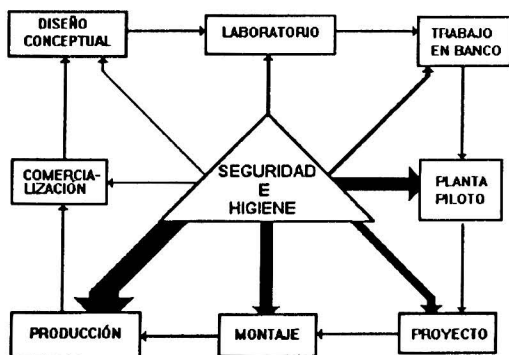 DISEÑO
CONCEPTUAL
LABORATORIO
TRABAJO
EN BANCO
COMERCIA-
LIZACIÓN
SEGURIDAD
E
HIGIENE
PLANTA
PILOTO
PRODUCCIÓN
MONTAJE
PROYECTO